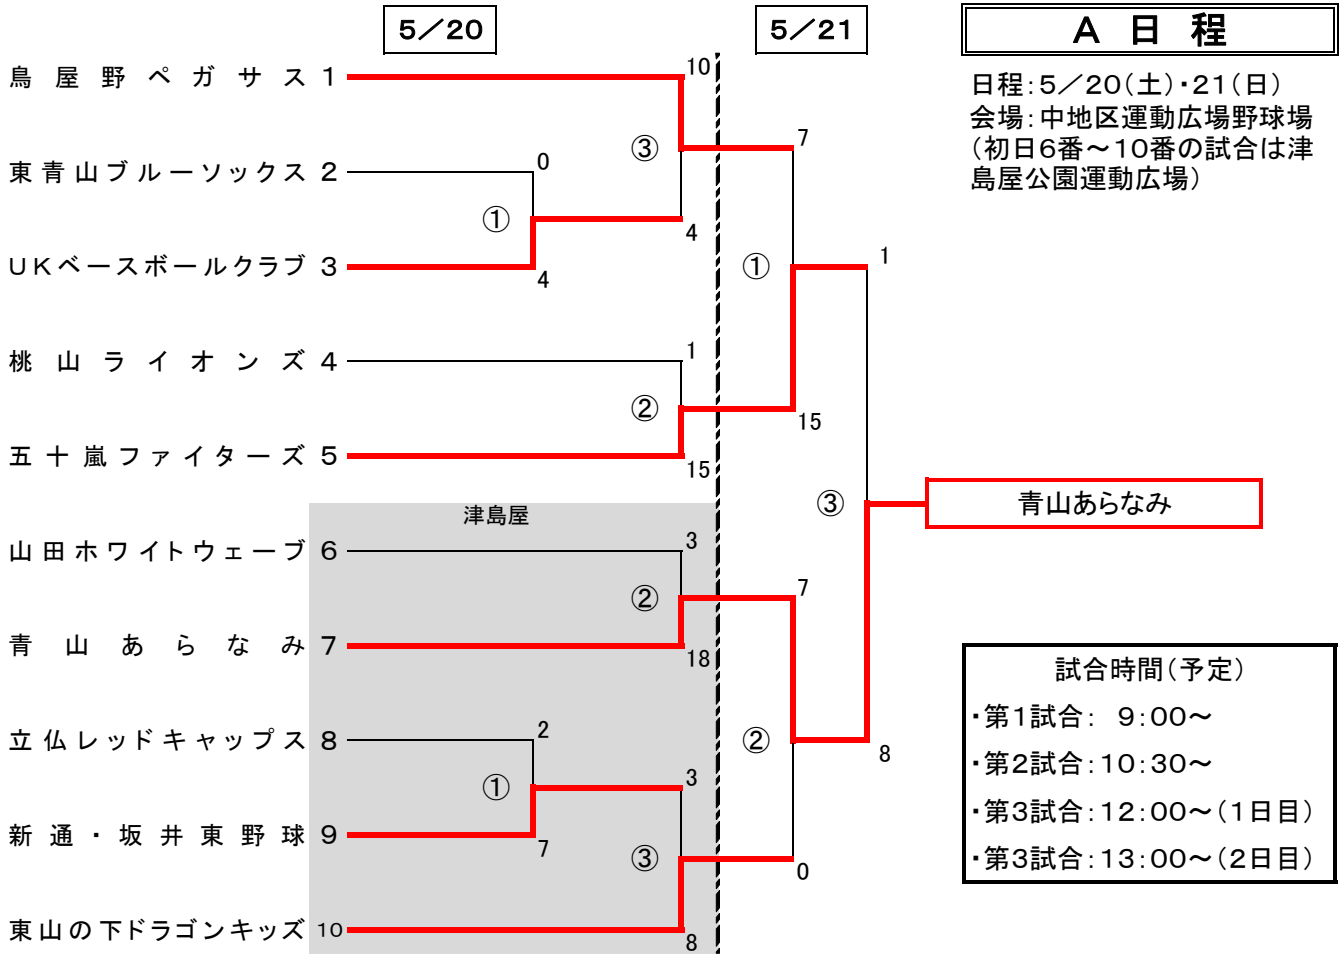 5／20
5／21
A 日 程
日程：5／20（土）・21（日）
会場：中地区運動広場野球場
（初日6番～10番の試合は津
島屋公園運動広場）
鳥屋野ペガサス 1
10
③
7
東青山ブルーソックス 2
0
①
4
UKベースボールクラブ 3
4
①
1
桃山ライオンズ 4
1
②
15
五十嵐ファイターズ 5
15
③
青山あらなみ
津島屋
山田ホワイトウェーブ 6
3
②
7
青山あらなみ 7
18
立仏レッドキャップス 8
2
②
8
①
3
新通・坂井東野球 9
7
③
0
東山の下ドラゴンキッズ 10
8
試合時間（予定）
・第1試合： 9：00～
・第2試合：10：30～
・第3試合：12：00～（1日目）
・第3試合：13：00～（2日目）